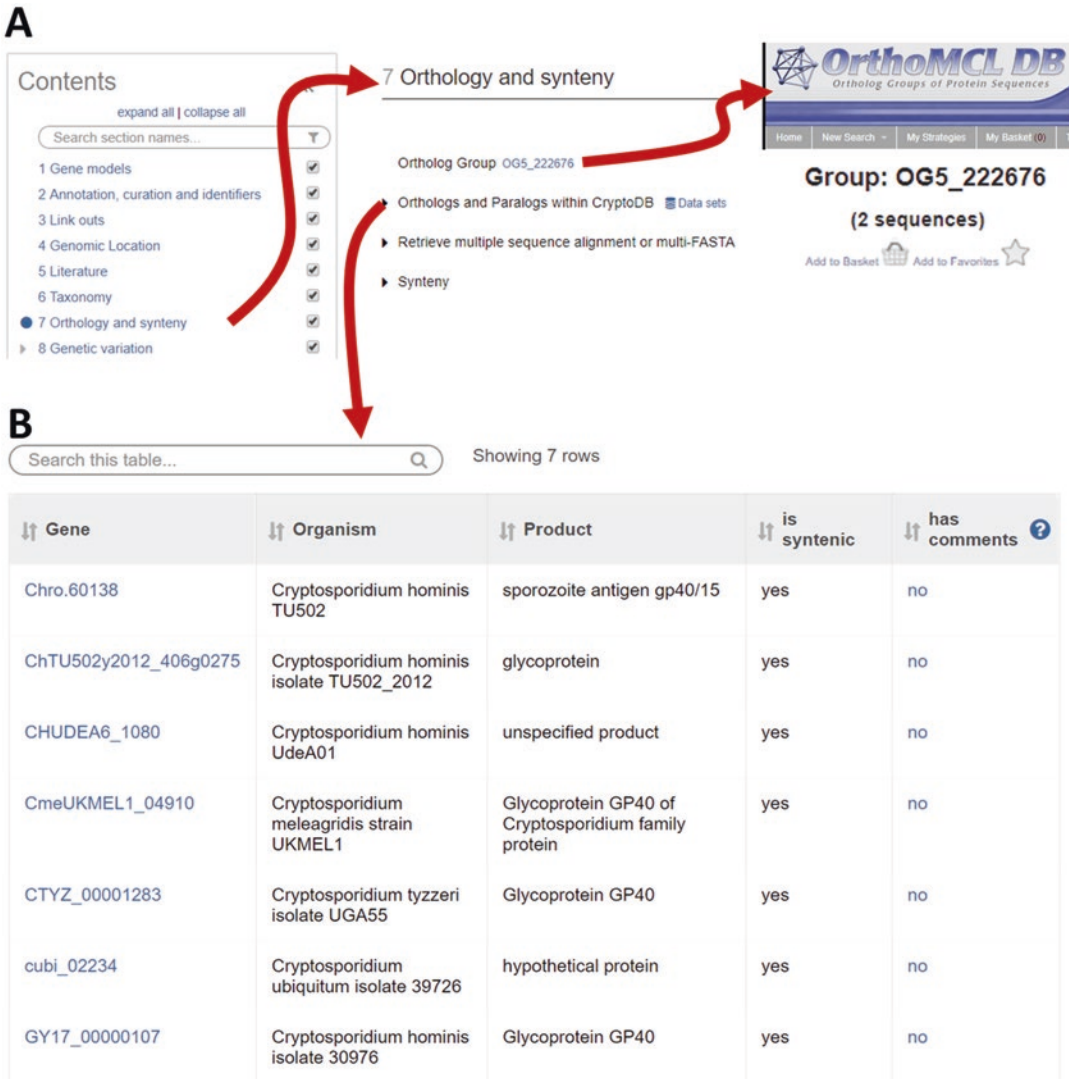 A
Contents
expand all | collapse all
Search section names...
1 Gene models
2 Annotation, curation and identifiers
3 Link outs
4 Genomic Location
5 Literature
6 Taxonomy
7 Orthology and synteny
8 Genetic variation
7 Orthology and synteny
Ortholog Group OG5_222676
Orthologs and Paralogs within CryptoDB Data sets
Retrieve multiple sequence alignment or multi-FASTA
Synteny
OrthoMCL DB
Ortholog Groups of Protein Sequences
Home New Search My Strategies My Basket (0)
Group: OG5_222676
(2 sequences)
Add to Basket Add to Favorites
B
Search this table... Showing 7 rows
Gene Organism Product is syntenic has comments ?
Chro.60138 Cryptosporidium hominis sporozoite antigen gp40/15 yes no
TU502
ChTU502y2012_406g0275 Cryptosporidium hominis glycoprotein yes no
isolate TU502_2012
CHUDEA6_1080 Cryptosporidium hominis unspecified product yes no
UdeA01
CmeUKMEL1_04910 Cryptosporidium Glycoprotein GP40 of yes no
meleagridis strain Cryptosporidium family
UKMEL1 protein
CTYZ_00001283 Cryptosporidium tyzzeri Glycoprotein GP40 yes no
isolate UGA55
cubi_02234 Cryptosporidium hypothetical protein yes no
ubiquitum isolate 39726
GY17_00000107 Cryptosporidium hominis Glycoprotein GP40 yes no
isolate 30976